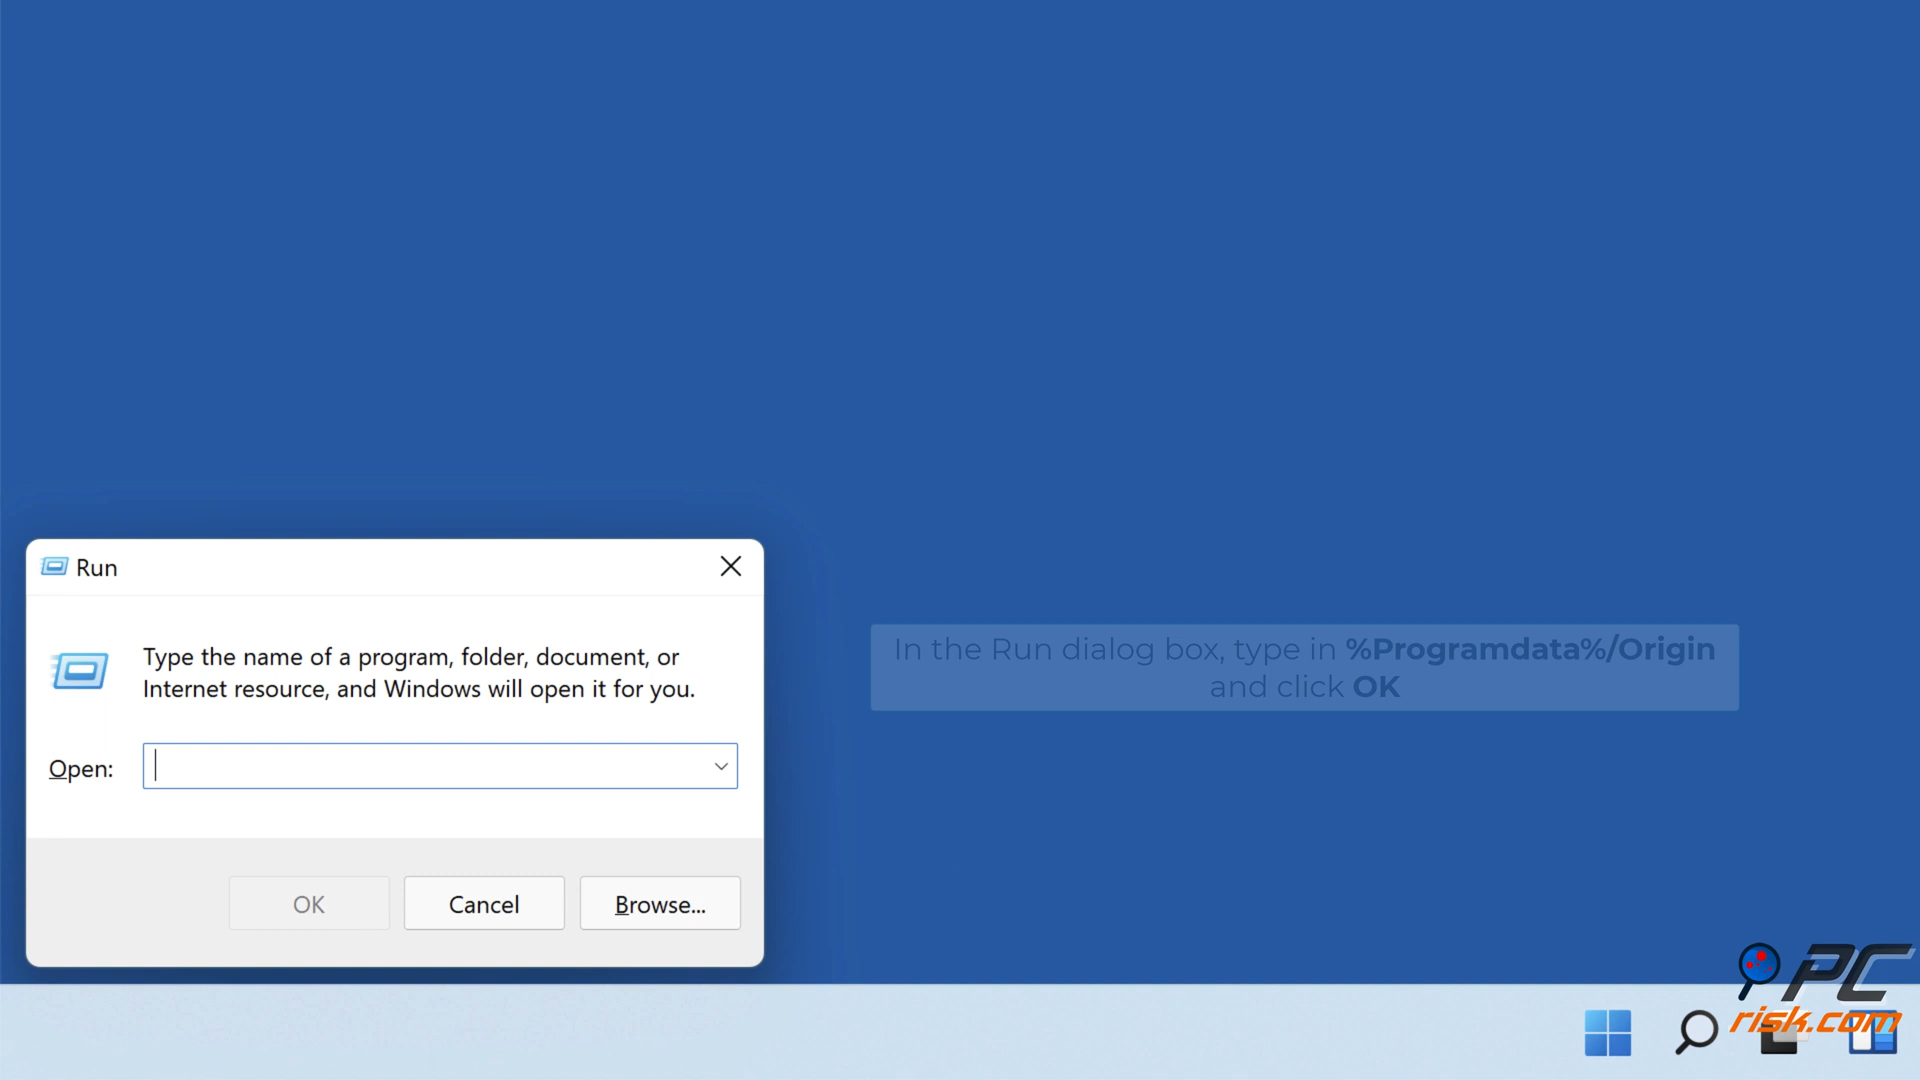 Run
Type the name of a program, folder, document, or
Internet resource, and Windows will open it for you.
Open:
OK
Cancel
Browse...
In the Run dialog box, type in %Programdata%/Origin
and click OK
PC
risk.com